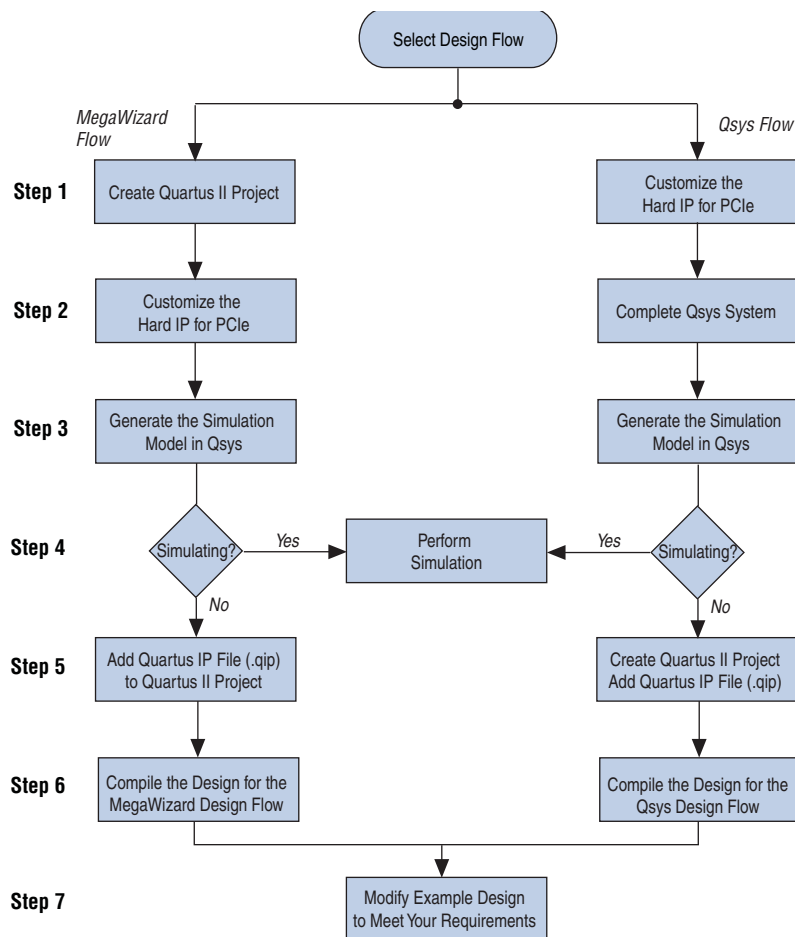 Select Design Flow
MegaWizard
Flow
Qsys Flow
Step 1
Create Quartus II Project
Customize the
Hard IP for PCIe
Step 2
Customize the
Hard IP for PCIe
Complete Qsys System
Step 3
Generate the Simulation
Model in Qsys
Generate the Simulation
Model in Qsys
Step 4
Simulating?
Yes
Perform
Simulation
Yes
Simulating?
No
No
Step 5
Add Quartus IP File (.qip)
to Quartus II Project
Create Quartus II Project
Add Quartus IP File (.qip)
Step 6
Compile the Design for the
MegaWizard Design Flow
Compile the Design for the
Qsys Design Flow
Step 7
Modify Example Design
to Meet Your Requirements